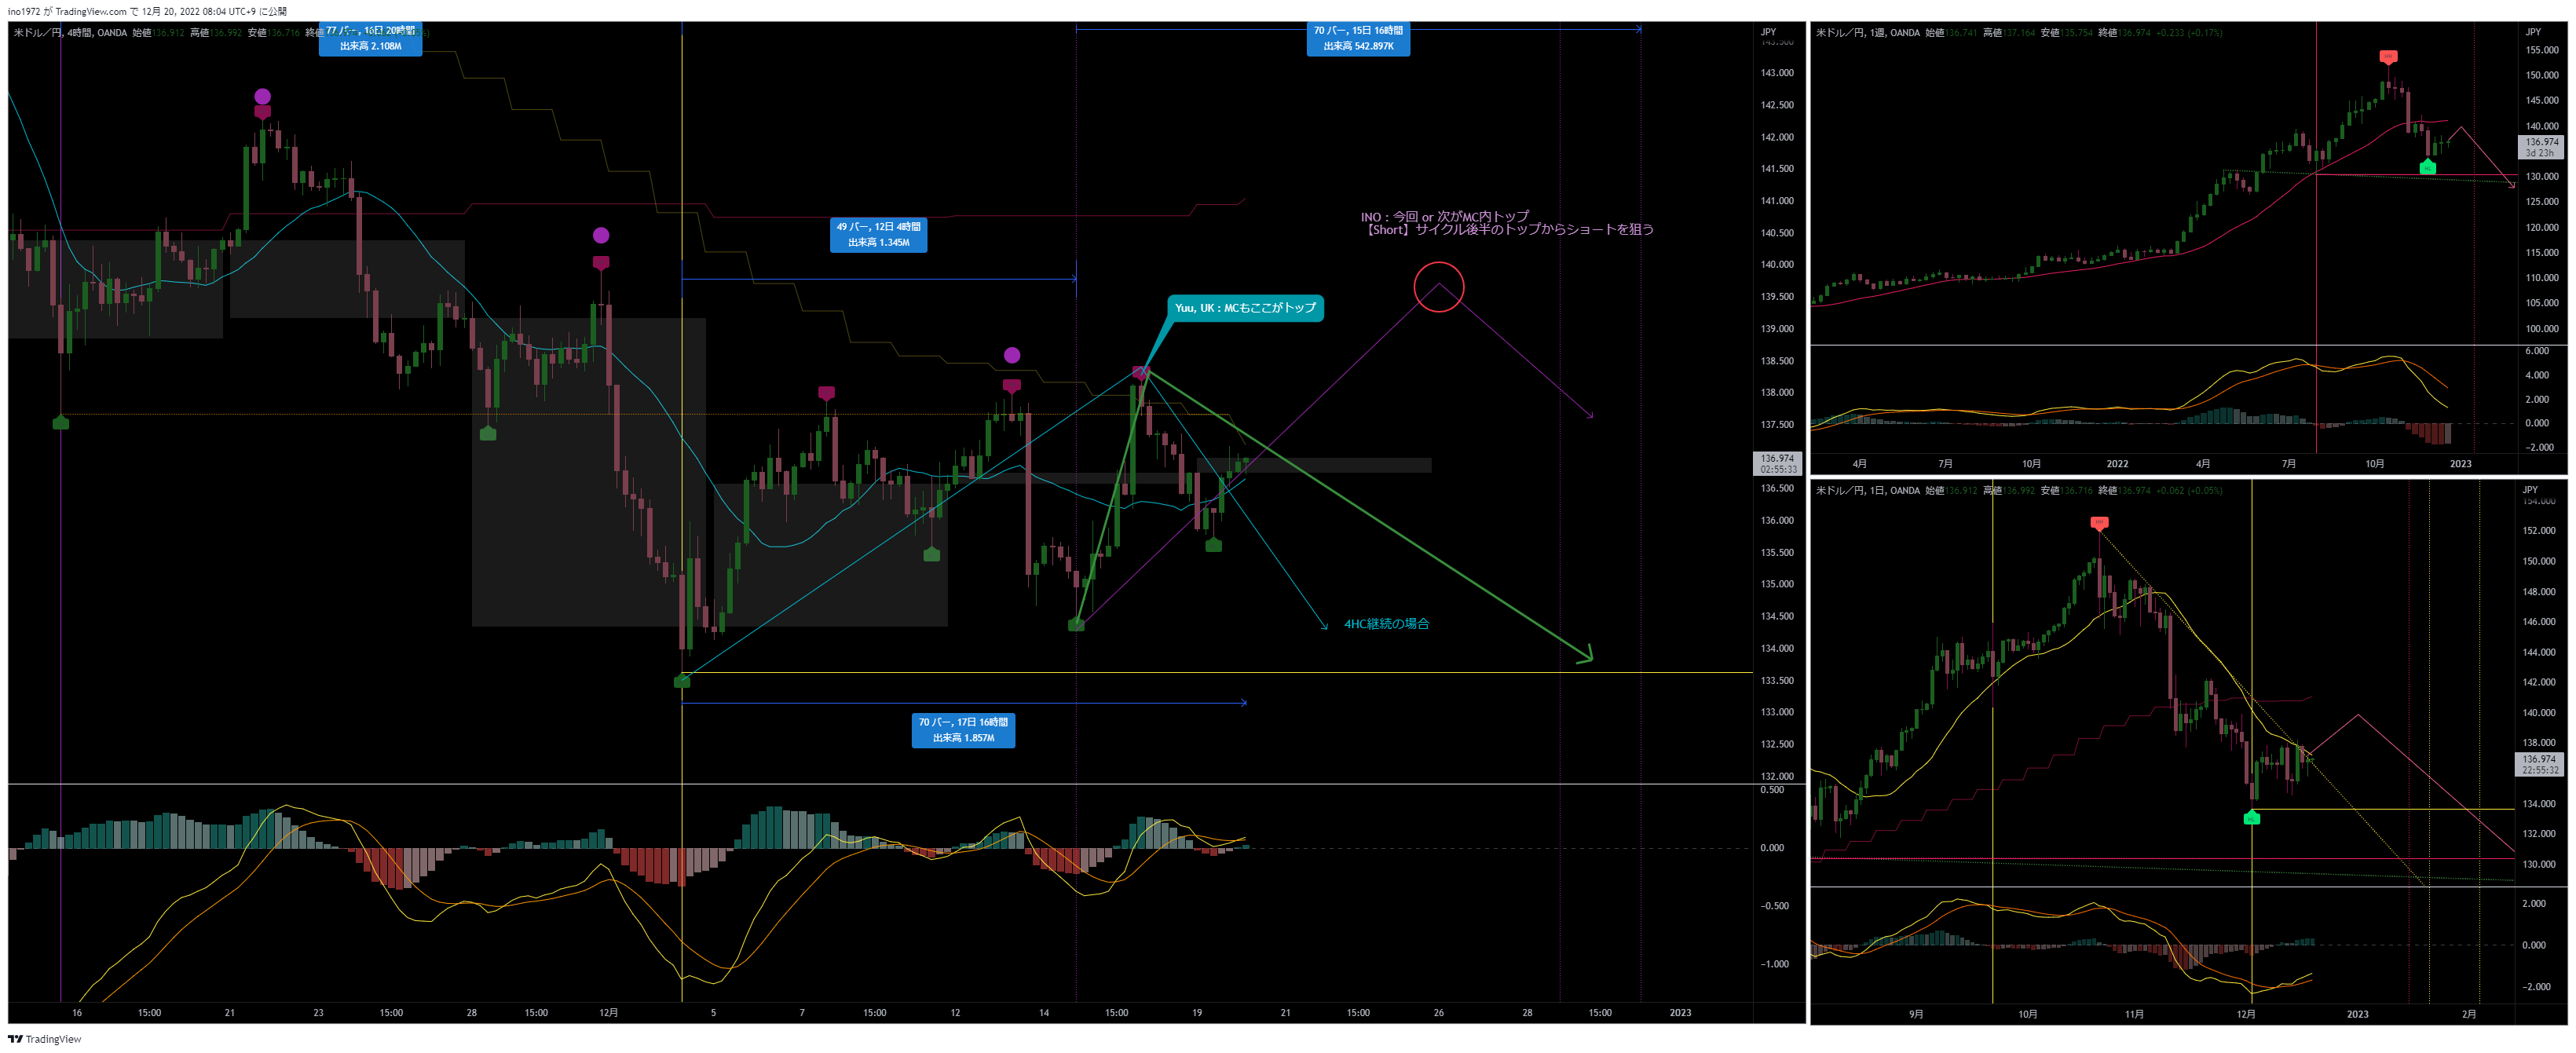 ino1972 が TradingView.com で 12月 20, 2022 08:04 UTC+9 に公開
米ドル／円, 4時間, OANDA 始値136.912 高値136.992 安値136.716 終値
77 バー, 16日 20時間
出来高 2.108M
70 バー, 15日 16時間
出来高 542.897K
JPY
143.500
143.000
142.500
142.000
141.500
141.000
140.500
140.000
139.500
139.000
138.500
138.000
137.500
136.974
02:55:33
136.500
136.000
135.500
135.000
134.500
134.000
133.500
133.000
132.500
132.000
0.500
0.000
−0.500
−1.000
49 バー, 12日 4時間
出来高 1.345M
INO：今回 or 次がMC内トップ
【Short】サイクル後半のトップからショートを狙う
Yuu, UK：MCもここがトップ
4HC継続の場合
70 バー, 17日 16時間
出来高 1.857M
16 15:00 21 23 15:00 28 15:00 12月 5 7 15:00 12 14 15:00 19 21 15:00 26 28 15:00 2023
米ドル／円, 1週, OANDA 始値136.741 高値137.164 安値135.754 終値136.974 +0.233 (+0.17%)
JPY
155.000
150.000
145.000
140.000
136.974
3d 23h
130.000
125.000
120.000
115.000
110.000
105.000
100.000
6.000
4.000
2.000
0.000
−2.000
4月 7月 10月 2022 4月 7月 10月 2023
米ドル／円, 1日, OANDA 始値136.912 高値136.992 安値136.716 終値136.974 +0.062 (+0.05%)
JPY
154.000
152.000
150.000
148.000
146.000
144.000
142.000
140.000
138.000
136.974
22:55:32
134.000
132.000
130.000
2.000
0.000
−2.000
9月 10月 11月 12月 2023 2月
TradingView